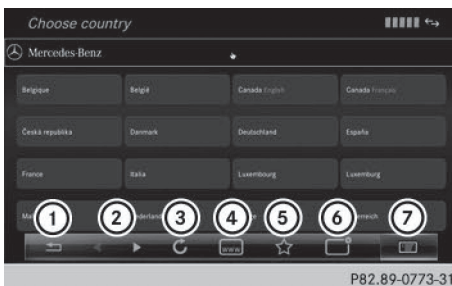 Choose country
Mercedes-Benz
Belgique België Canada English Canada Français
Česká republika Danmark Deutschland España
France Italia Luxembourg Luxemburg
1 2 3 4 5 6 7
www
P82.89-0773-31